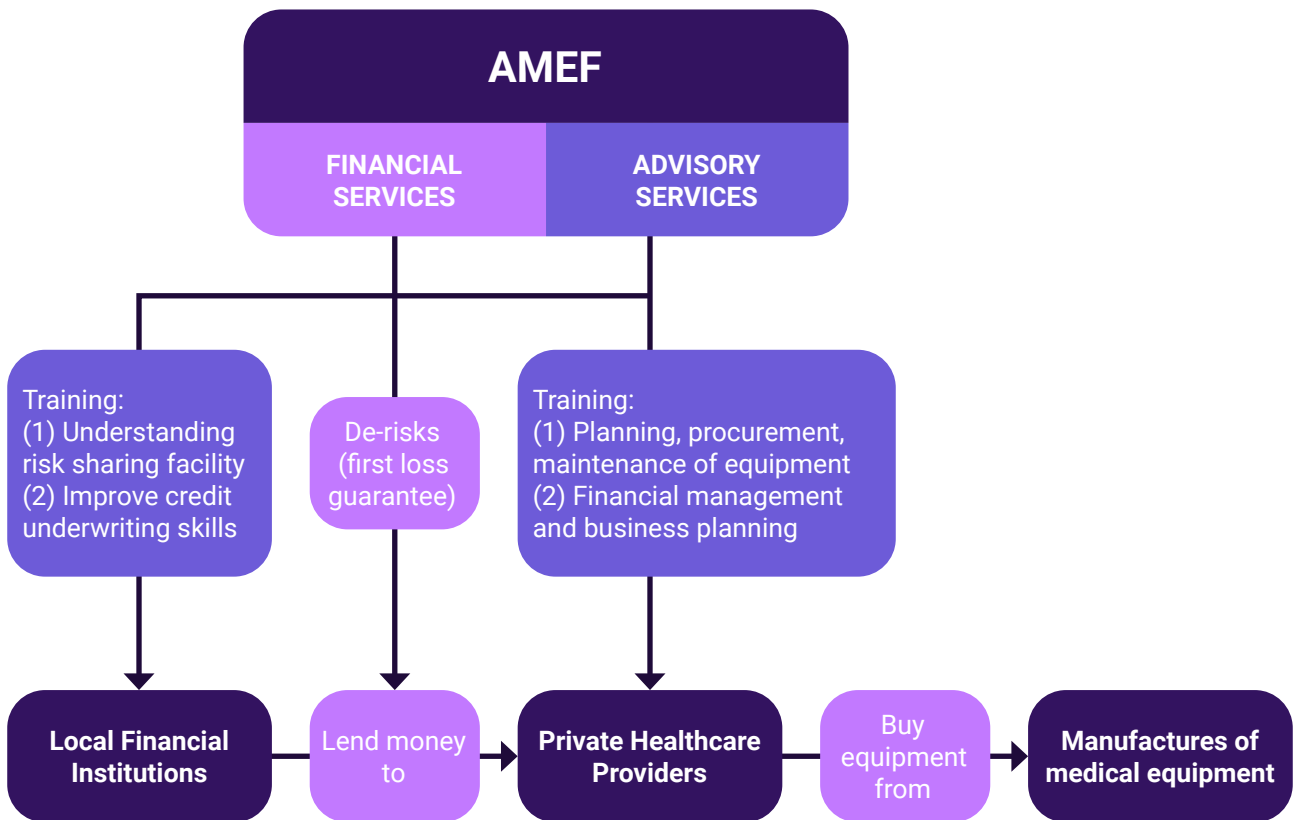 AMEF
FINANCIAL
SERVICES
ADVISORY
SERVICES
Training:
(1) Understanding
risk sharing facility
(2) Improve credit
underwriting skills
De-risks
(first loss
guarantee)
Training:
(1) Planning, procurement,
maintenance of equipment
(2) Financial management
and business planning
Local Financial
Institutions
Lend money
to
Private Healthcare
Providers
Buy
equipment
from
Manufactures of
medical equipment